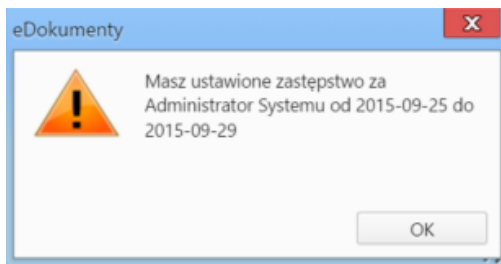 eDokumenty
Masz ustawione zastępstwo za
Administrator Systemu od 2015-09-25 do
2015-09-29
OK